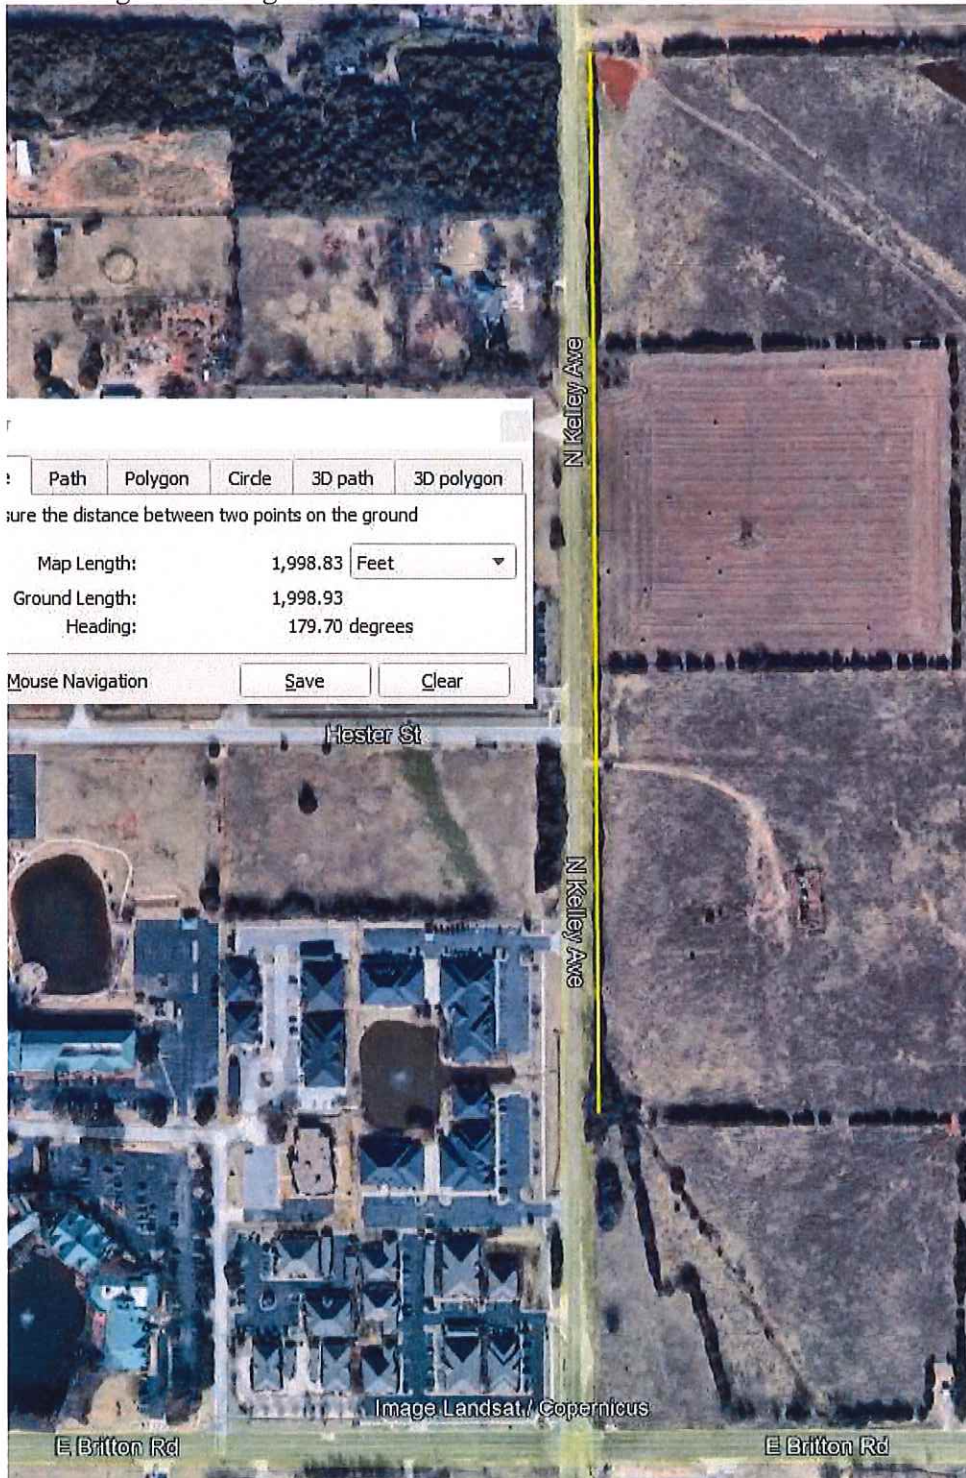 N Kelley Ave
Path Polygon Circle 3D path 3D polygon
sure the distance between two points on the ground
Map Length: 1,998.83 Feet
Ground Length: 1,998.93
Heading: 179.70 degrees
Mouse Navigation Save Clear
Hester St
N Kelley Ave
Image Landsat / Copernicus
E Britton Rd E Britton Rd